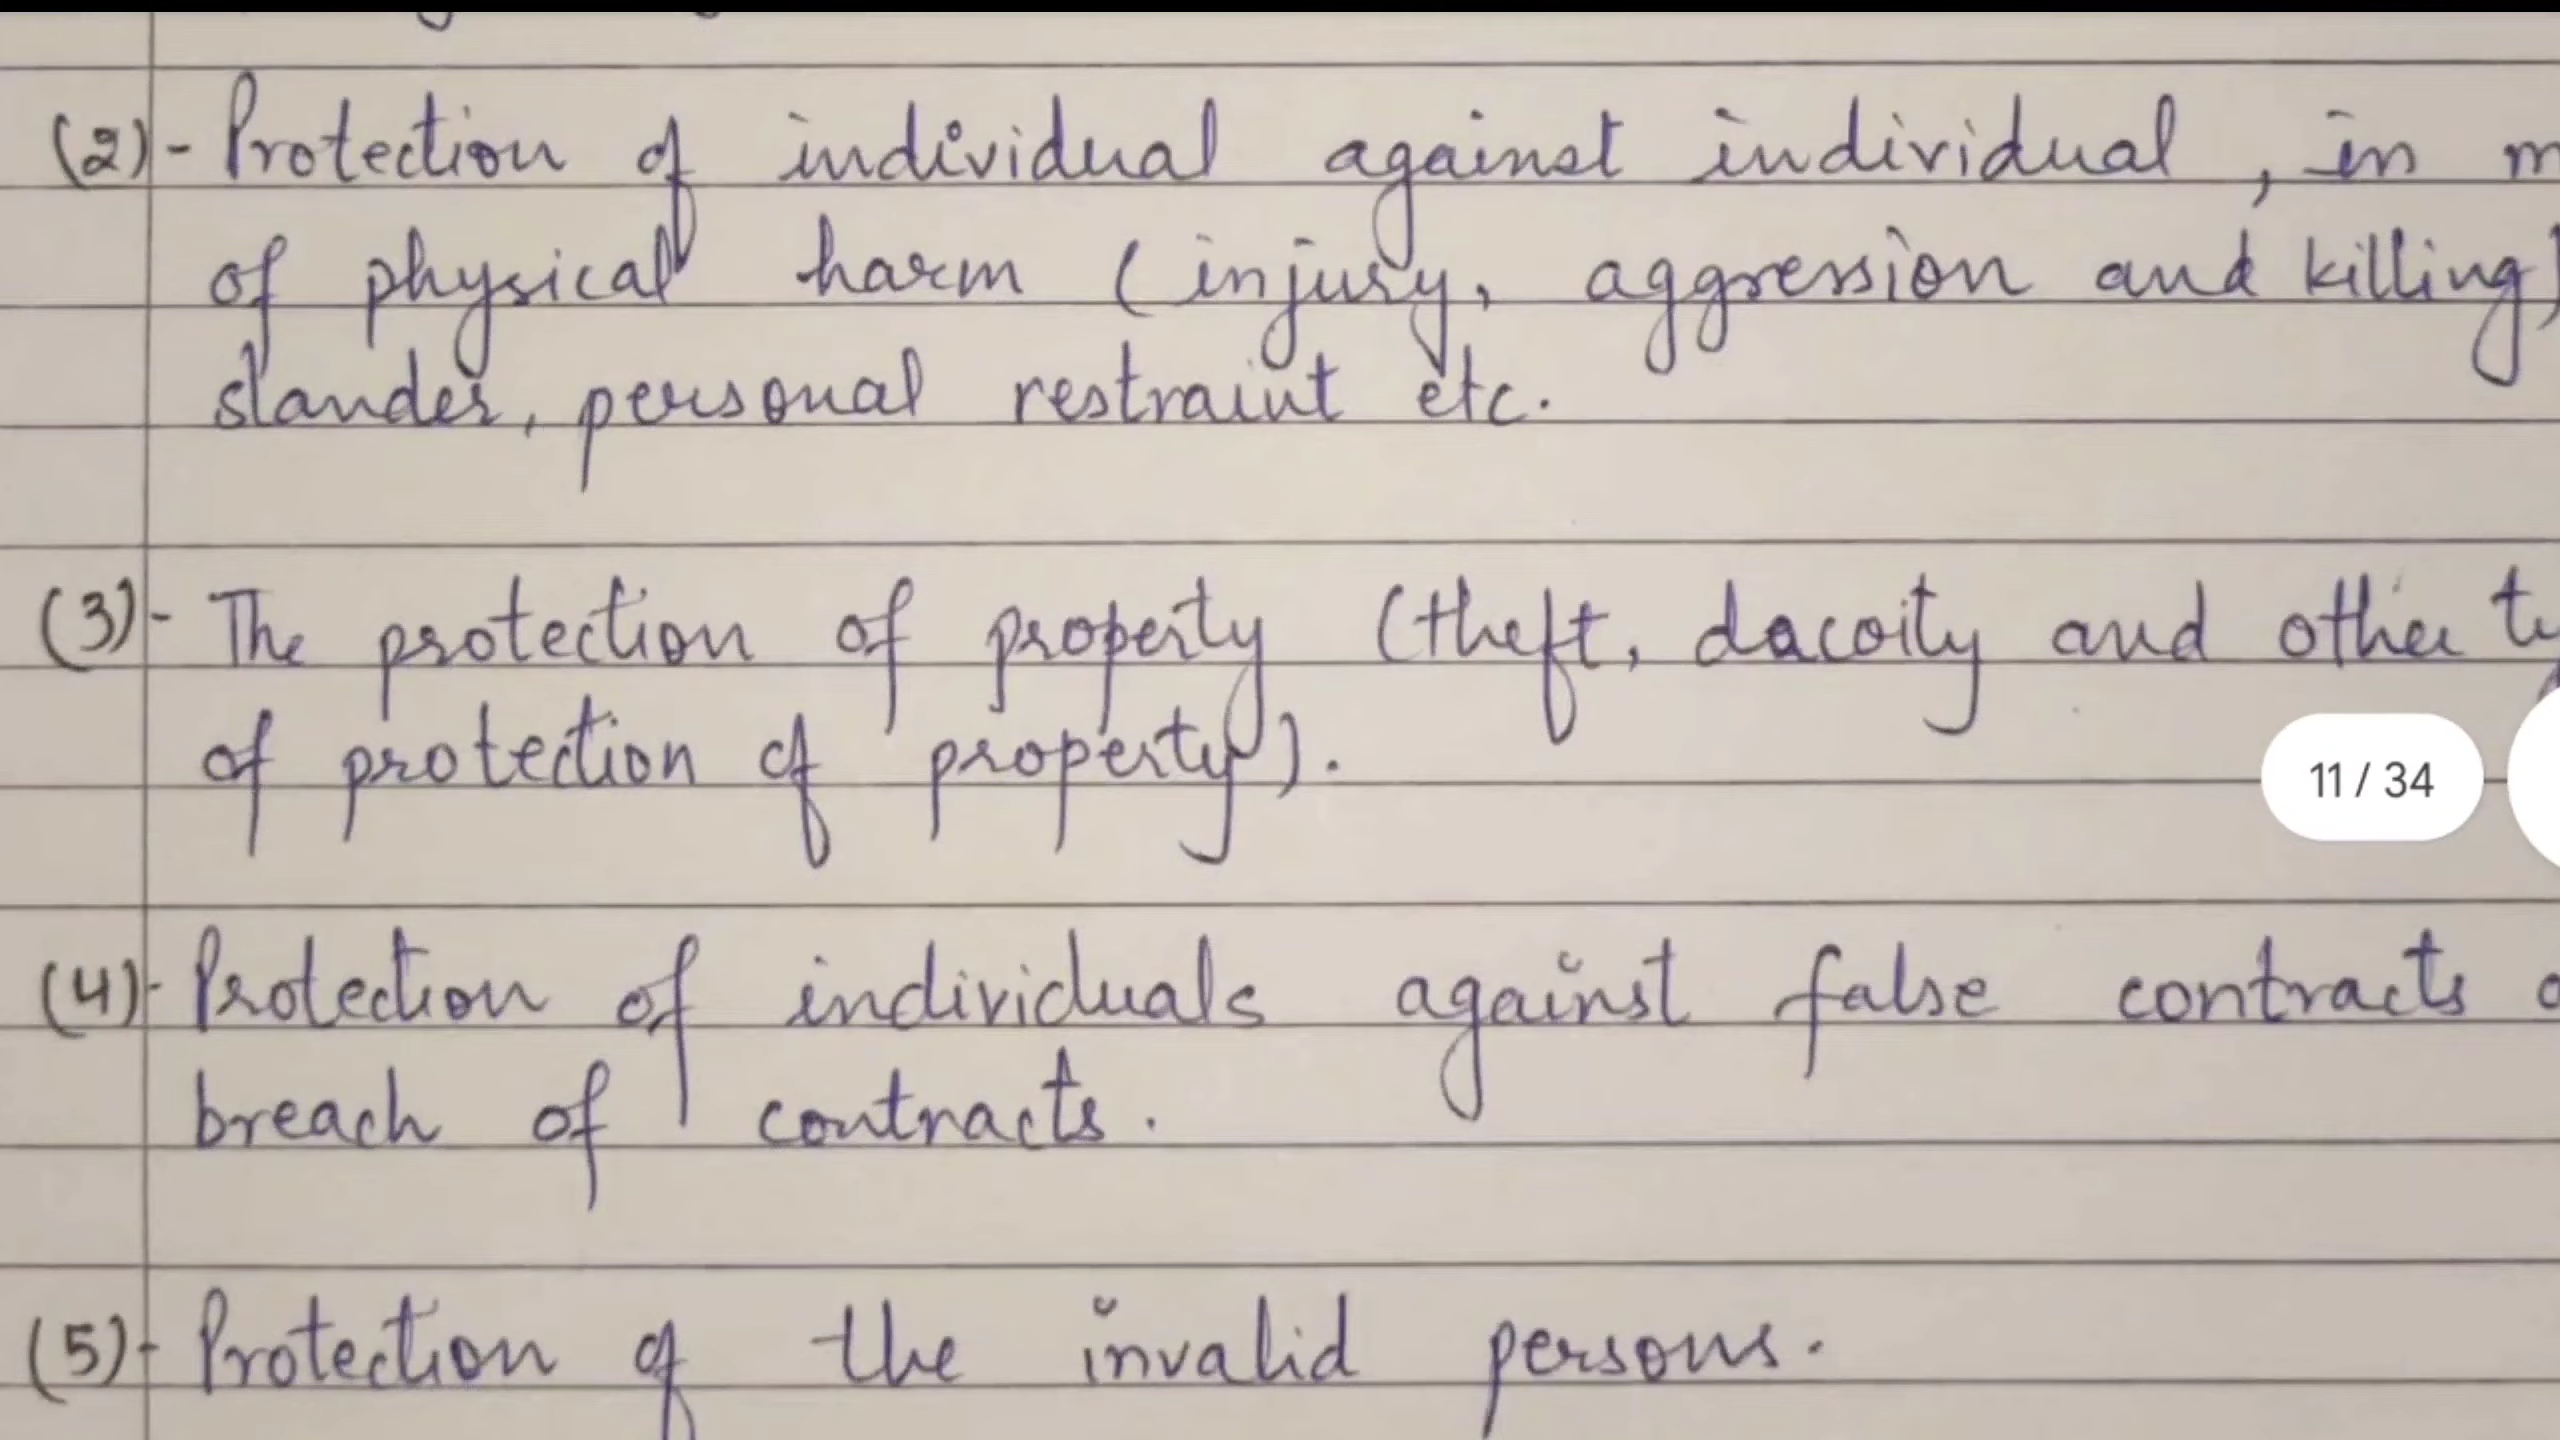 (2)- Protection of individual against individual, in
of physical harm (injury, aggression and killing)
slander, personal restraint etc.
(3)- The protection of property (theft, dacoity and other
of protection of property).
11 / 34
(4)- Protection of individuals against false contracts
breach of contracts.
(5)- Protection of the invalid persons.